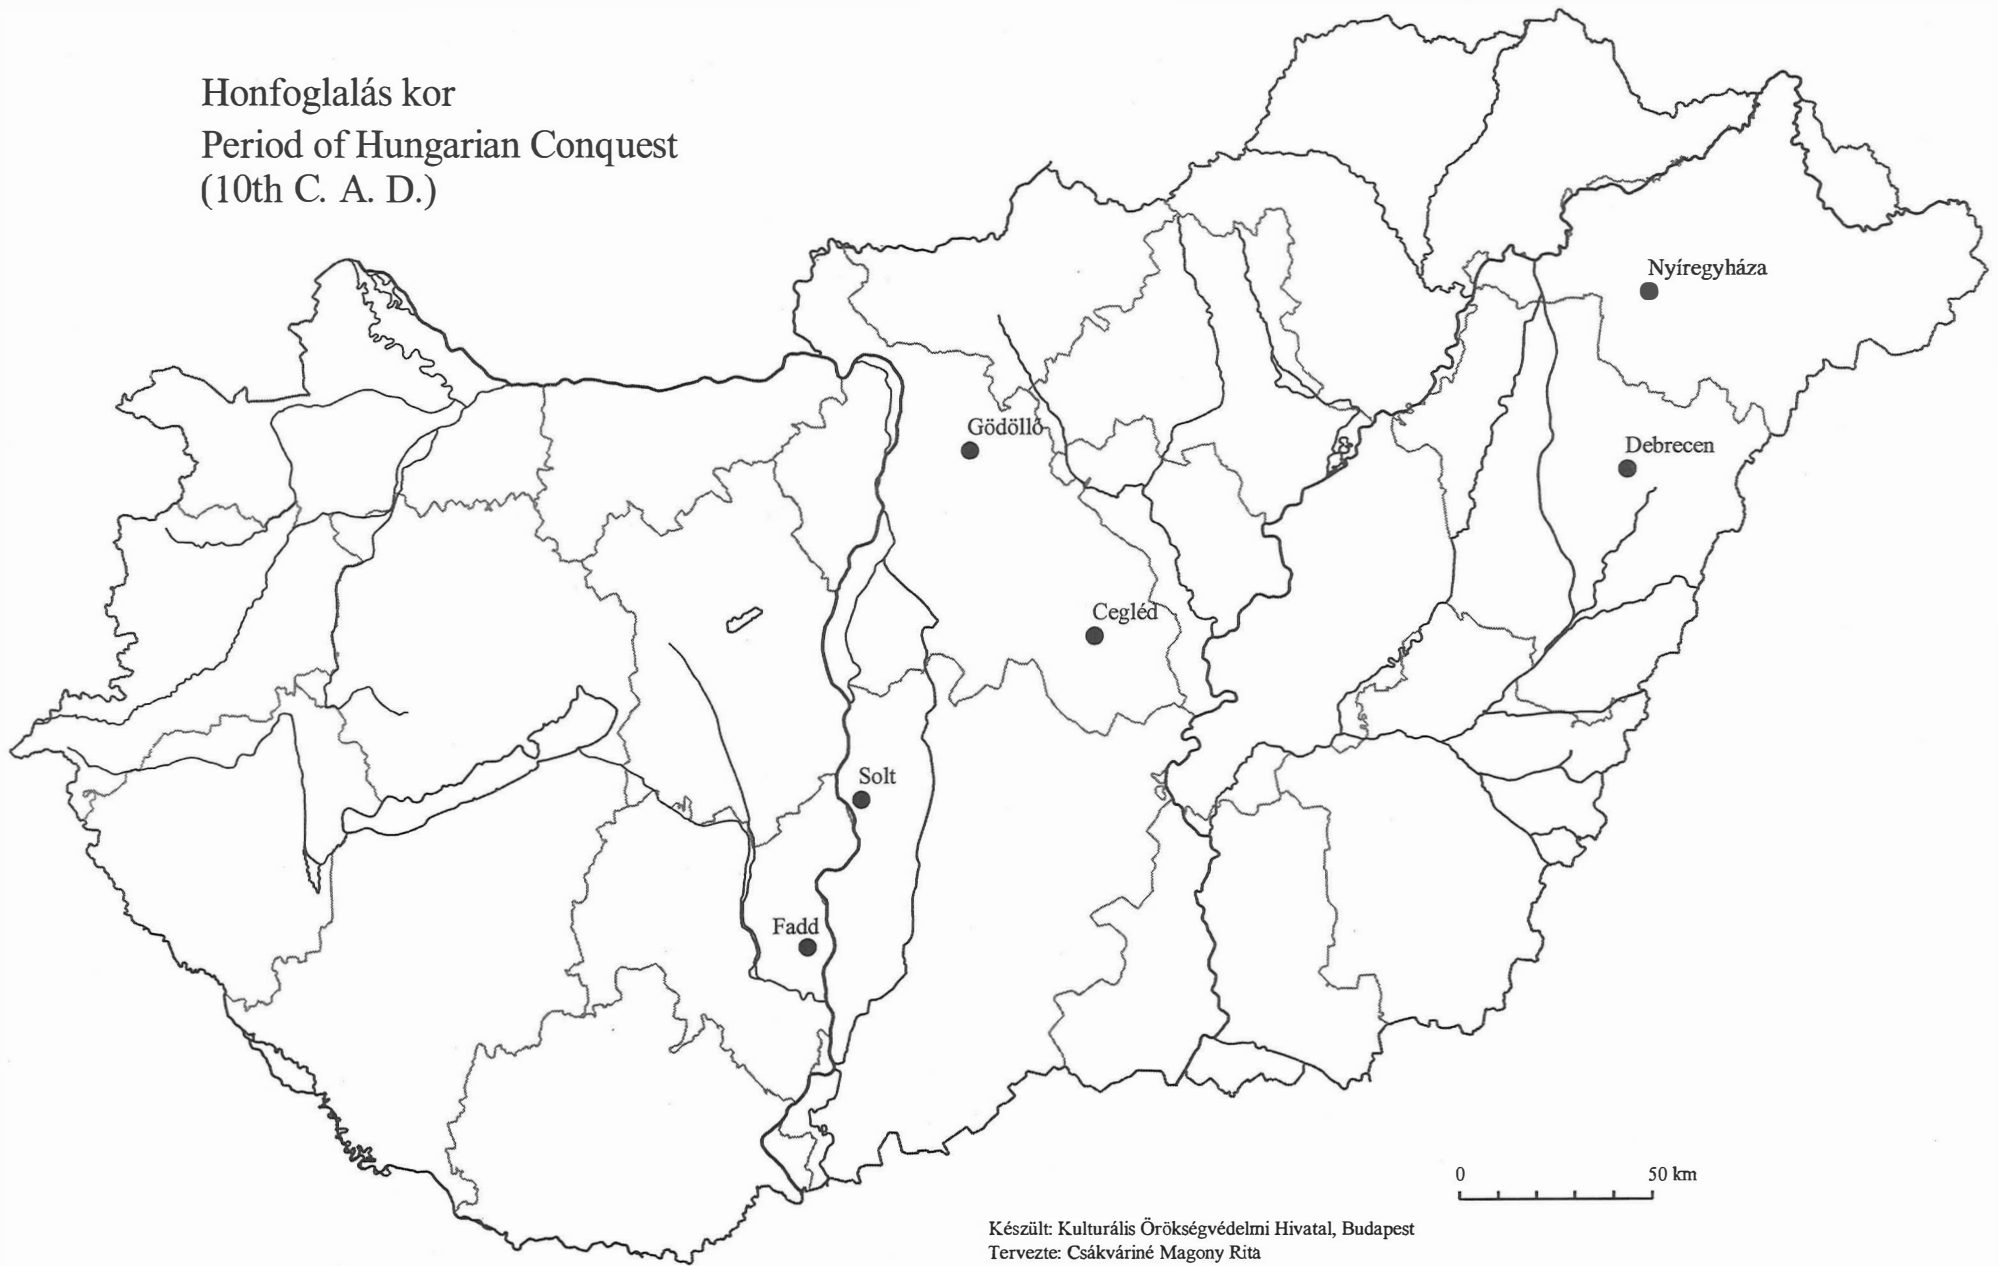 Honfoglalás kor
Period of Hungarian Conquest
(10th C. A. D.)
Nyíregyháza
Gödöllő
Debrecen
Cegléd
Solt
Fadd
0 50 km
Készült: Kulturális Örökségvédelmi Hivatal, Budapest
Tervezte: Csákváriné Magony Rita